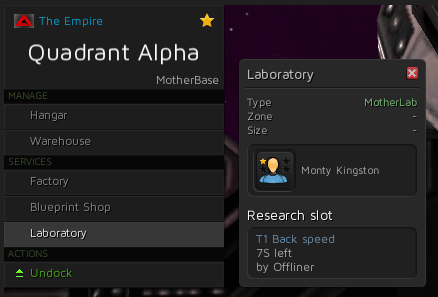 The Empire
Quadrant Alpha
MotherBase
MANAGE
Hangar
Warehouse
SERVICES
Factory
Blueprint Shop
Laboratory
ACTIONS
Undock
Laboratory
Type MotherLab
Zone -
Size -
Monty Kingston
Research slot
T1 Back speed
7S left
by Offliner